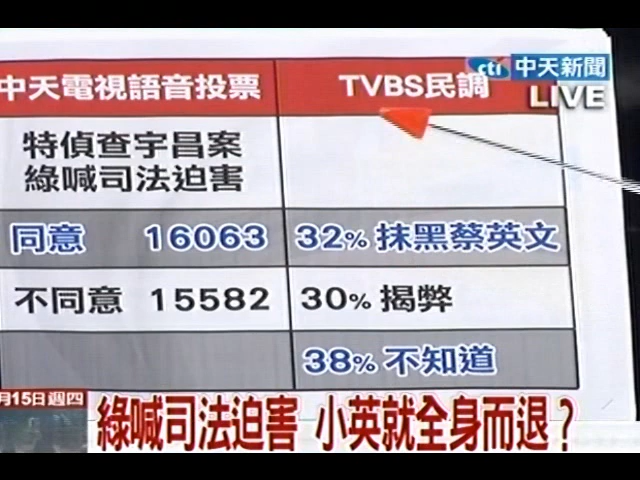 cti 中天新聞
LIVE
中天電視語音投票 TVBS民調
特偵查宇昌案
綠喊司法迫害
同意 16063 32% 抹黑蔡英文
不同意 15582 30% 揭弊
38% 不知道
月15日週四
綠喊司法迫害 小英就全身而退？